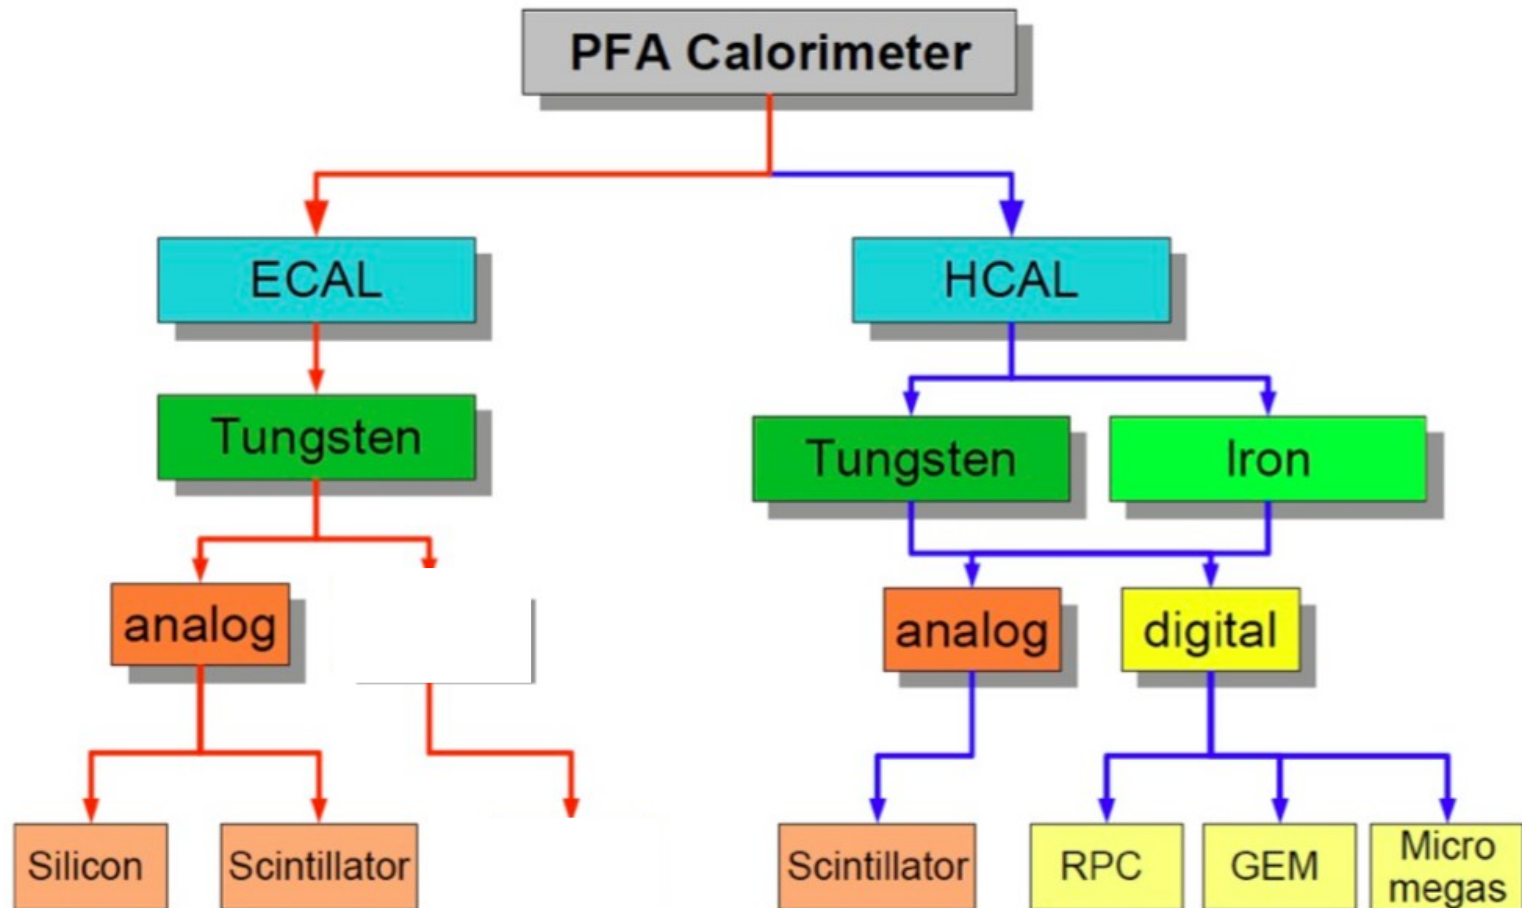 PFA Calorimeter
ECAL
HCAL
Tungsten
Tungsten
Iron
analog
analog
digital
Silicon
Scintillator
Scintillator
RPC
GEM
Micro
megas